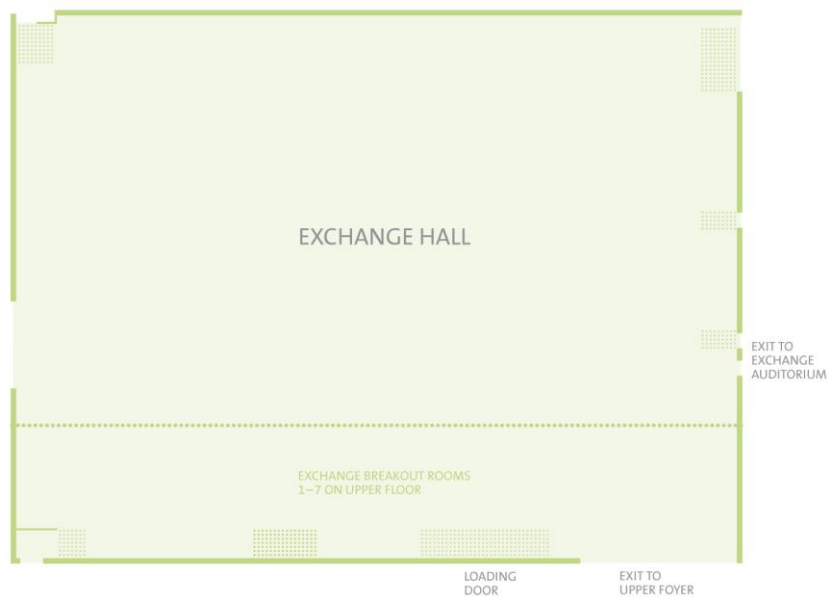 EXCHANGE HALL
EXIT TO
EXCHANGE
AUDITORIUM
EXCHANGE BREAKOUT ROOMS
1–7 ON UPPER FLOOR
LOADING
DOOR
EXIT TO
UPPER FOYER